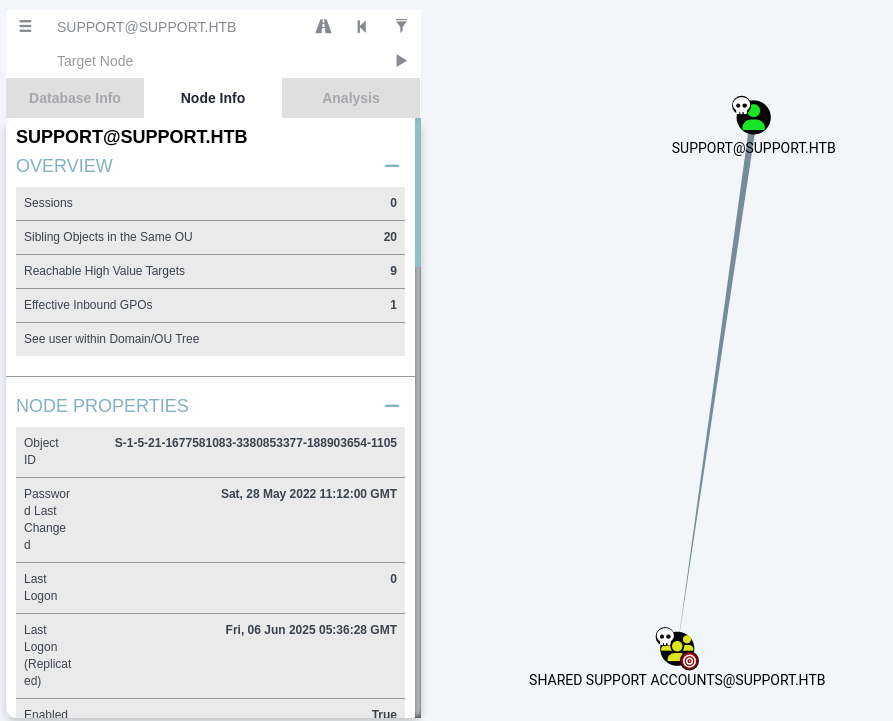 SUPPORT@SUPPORT.HTB
Target Node
Database Info
Node Info
Analysis
SUPPORT@SUPPORT.HTB
OVERVIEW
Sessions 0
Sibling Objects in the Same OU 20
Reachable High Value Targets 9
Effective Inbound GPOs 1
See user within Domain/OU Tree
NODE PROPERTIES
Object S-1-5-21-1677581083-3380853377-188903654-1105
ID
Passwor Sat, 28 May 2022 11:12:00 GMT
d Last
Change
d
Last 0
Logon
Last Fri, 06 Jun 2025 05:36:28 GMT
Logon
(Replicat
ed)
Enabled True
SUPPORT@SUPPORT.HTB
SHARED SUPPORT ACCOUNTS@SUPPORT.HTB